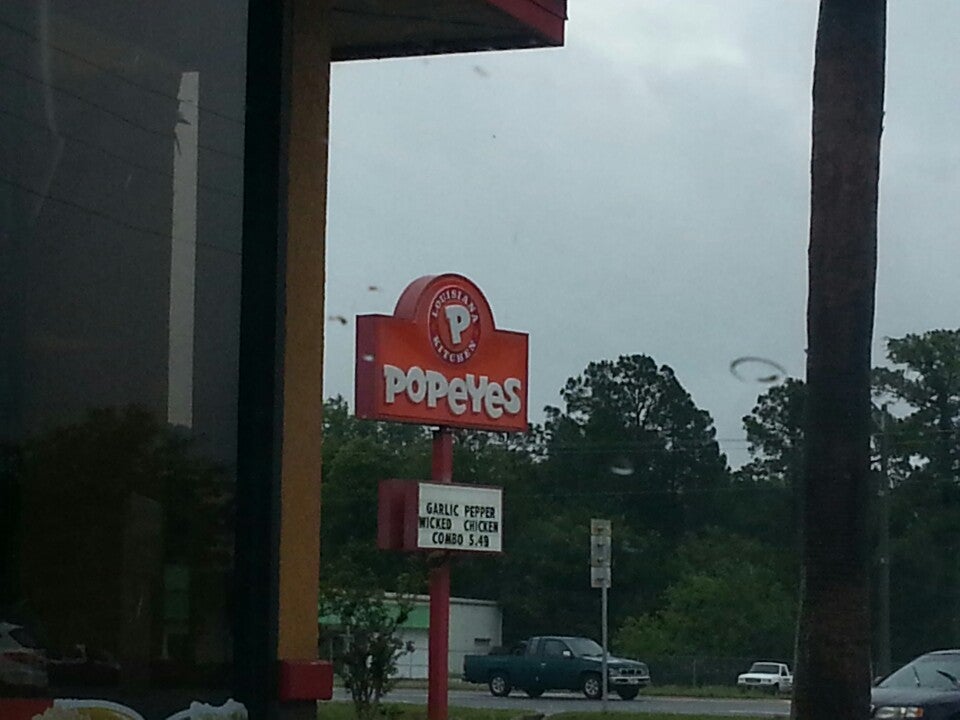 LOUISIANA
P
KITCHEN
POPEYES
GARLIC PEPPER
WICKED CHICKEN
COMBO 5.49